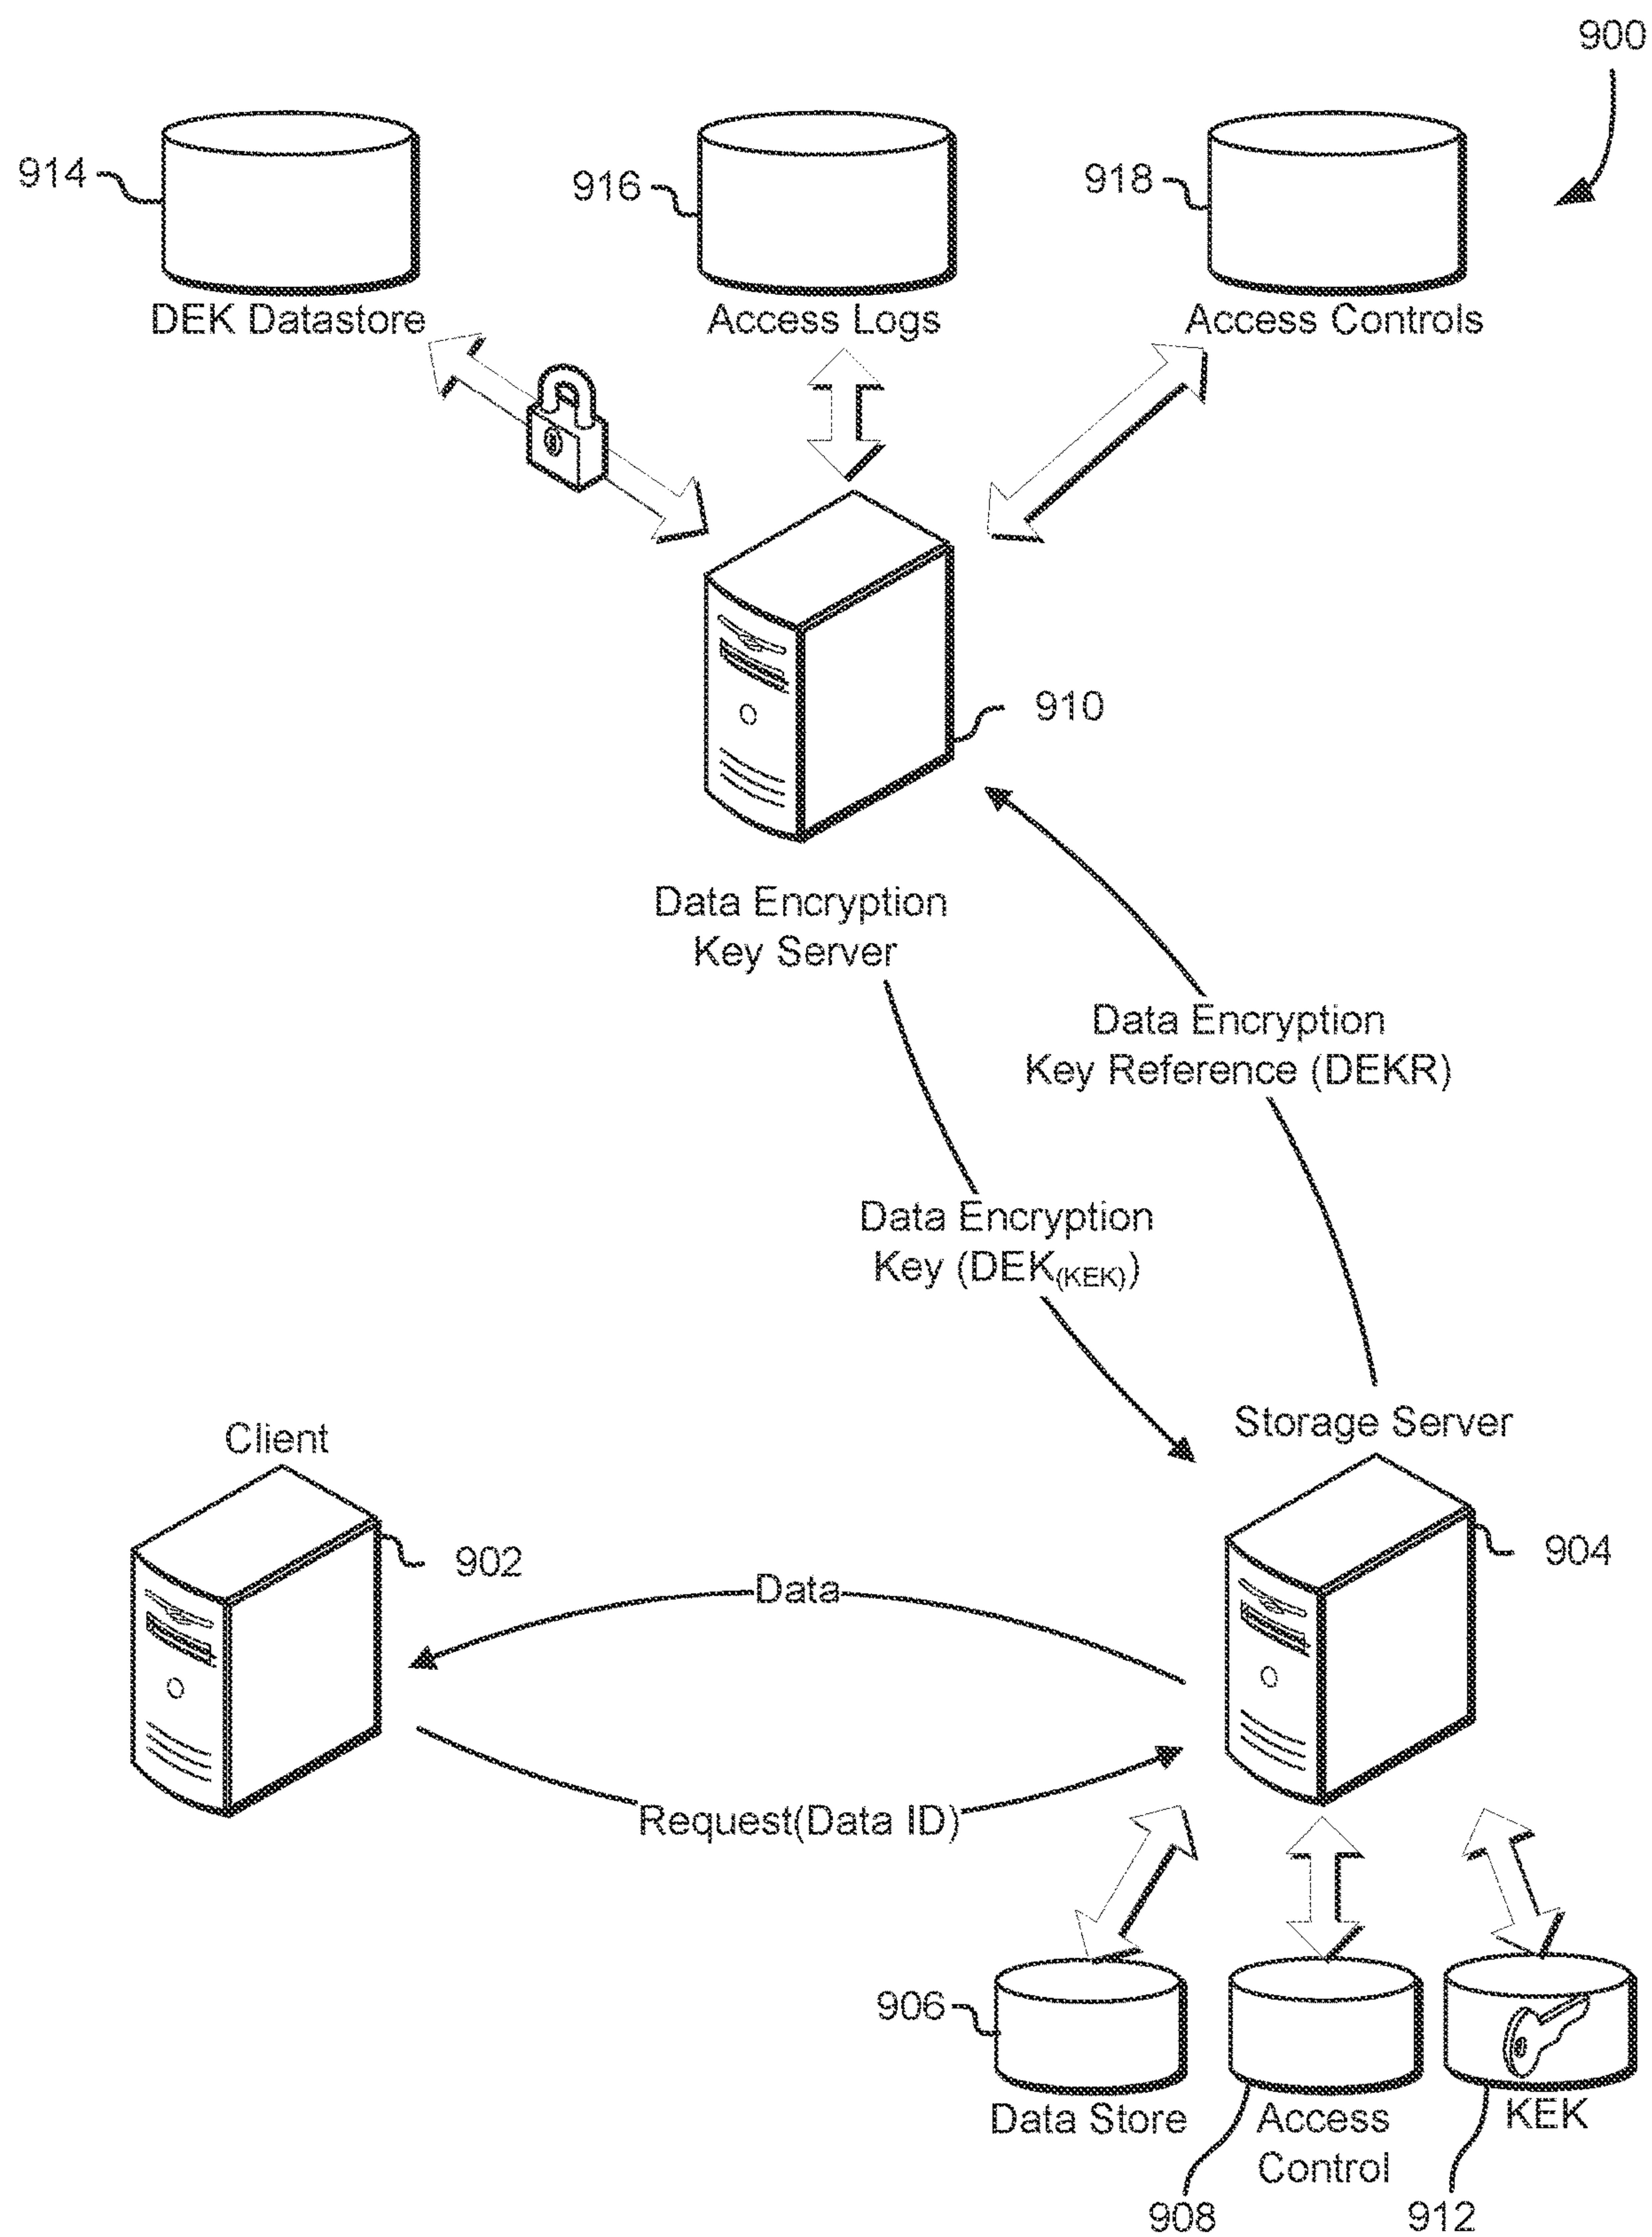 900
914
916
918
DEK Datastore
Access Logs
Access Controls
910
Data Encryption
Key Server
Data Encryption
Key Reference (DEKR)
Data Encryption
Key (DEK(KEK))
Client
Storage Server
902
904
Data
Request(Data ID)
906
Data Store
Access
Control
KEK
908
912